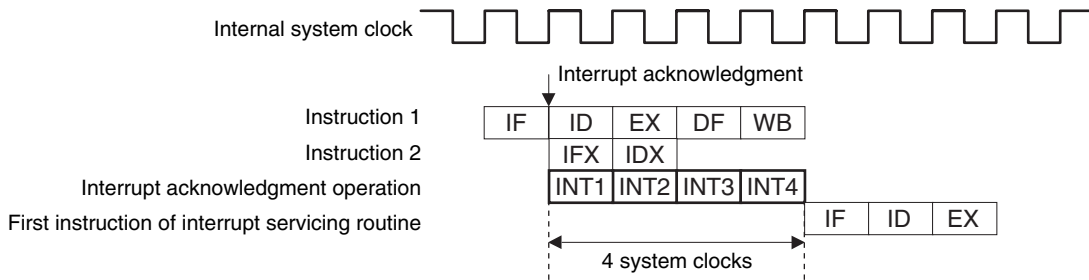 Internal system clock
Interrupt acknowledgment
Instruction 1 IF ID EX DF WB
Instruction 2 IFX IDX
Interrupt acknowledgment operation INT1 INT2 INT3 INT4
First instruction of interrupt servicing routine IF ID EX
4 system clocks